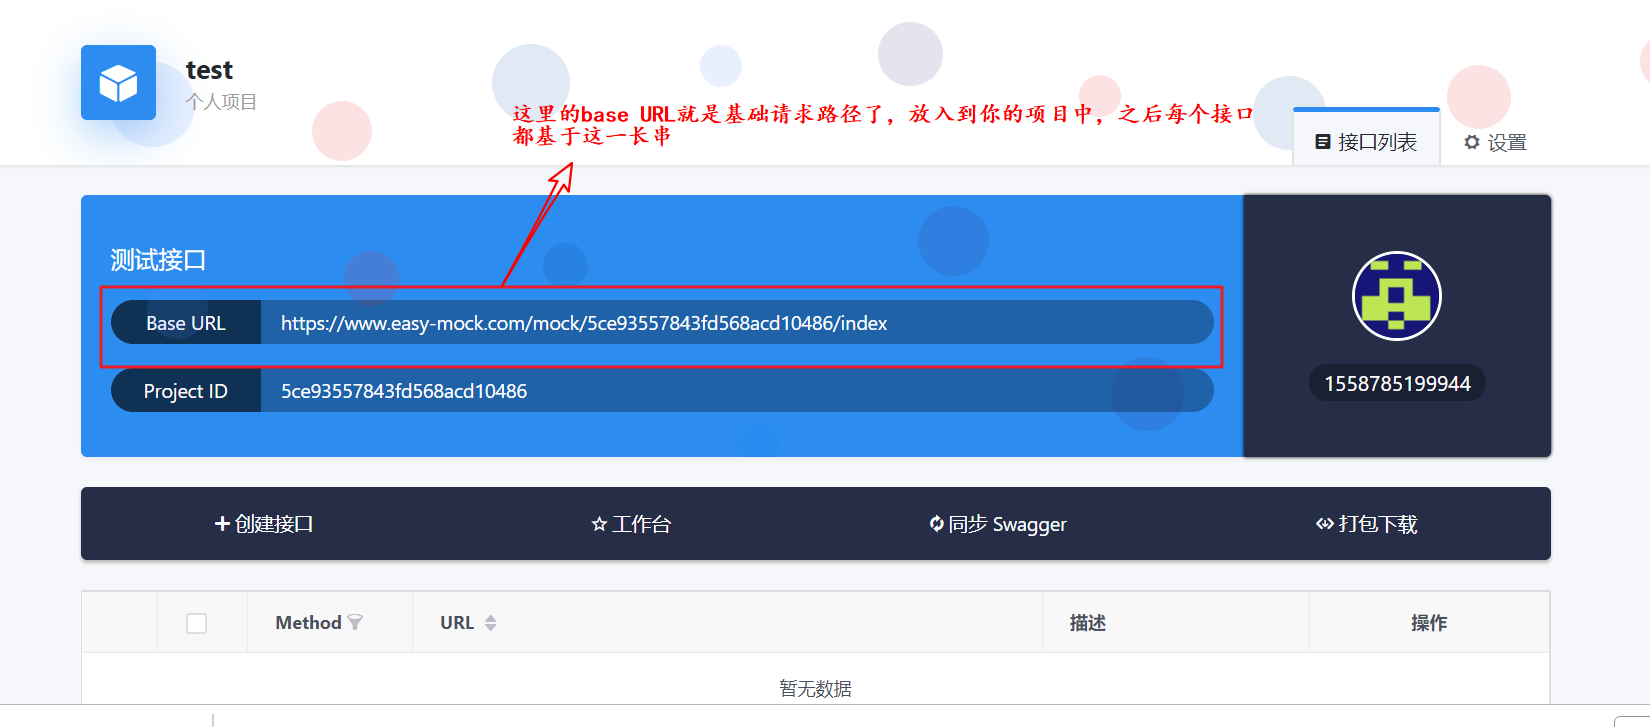 test
个人项目
这里的base URL就是基础请求路径了，放入到你的项目中，之后每个接口
都基于这一长串
接口列表
设置
测试接口
Base URL https://www.easy-mock.com/mock/5ce93557843fd568acd10486/index
Project ID 5ce93557843fd568acd10486
1558785199944
创建接口 工作台 同步 Swagger 打包下载
Method URL 描述 操作
暂无数据